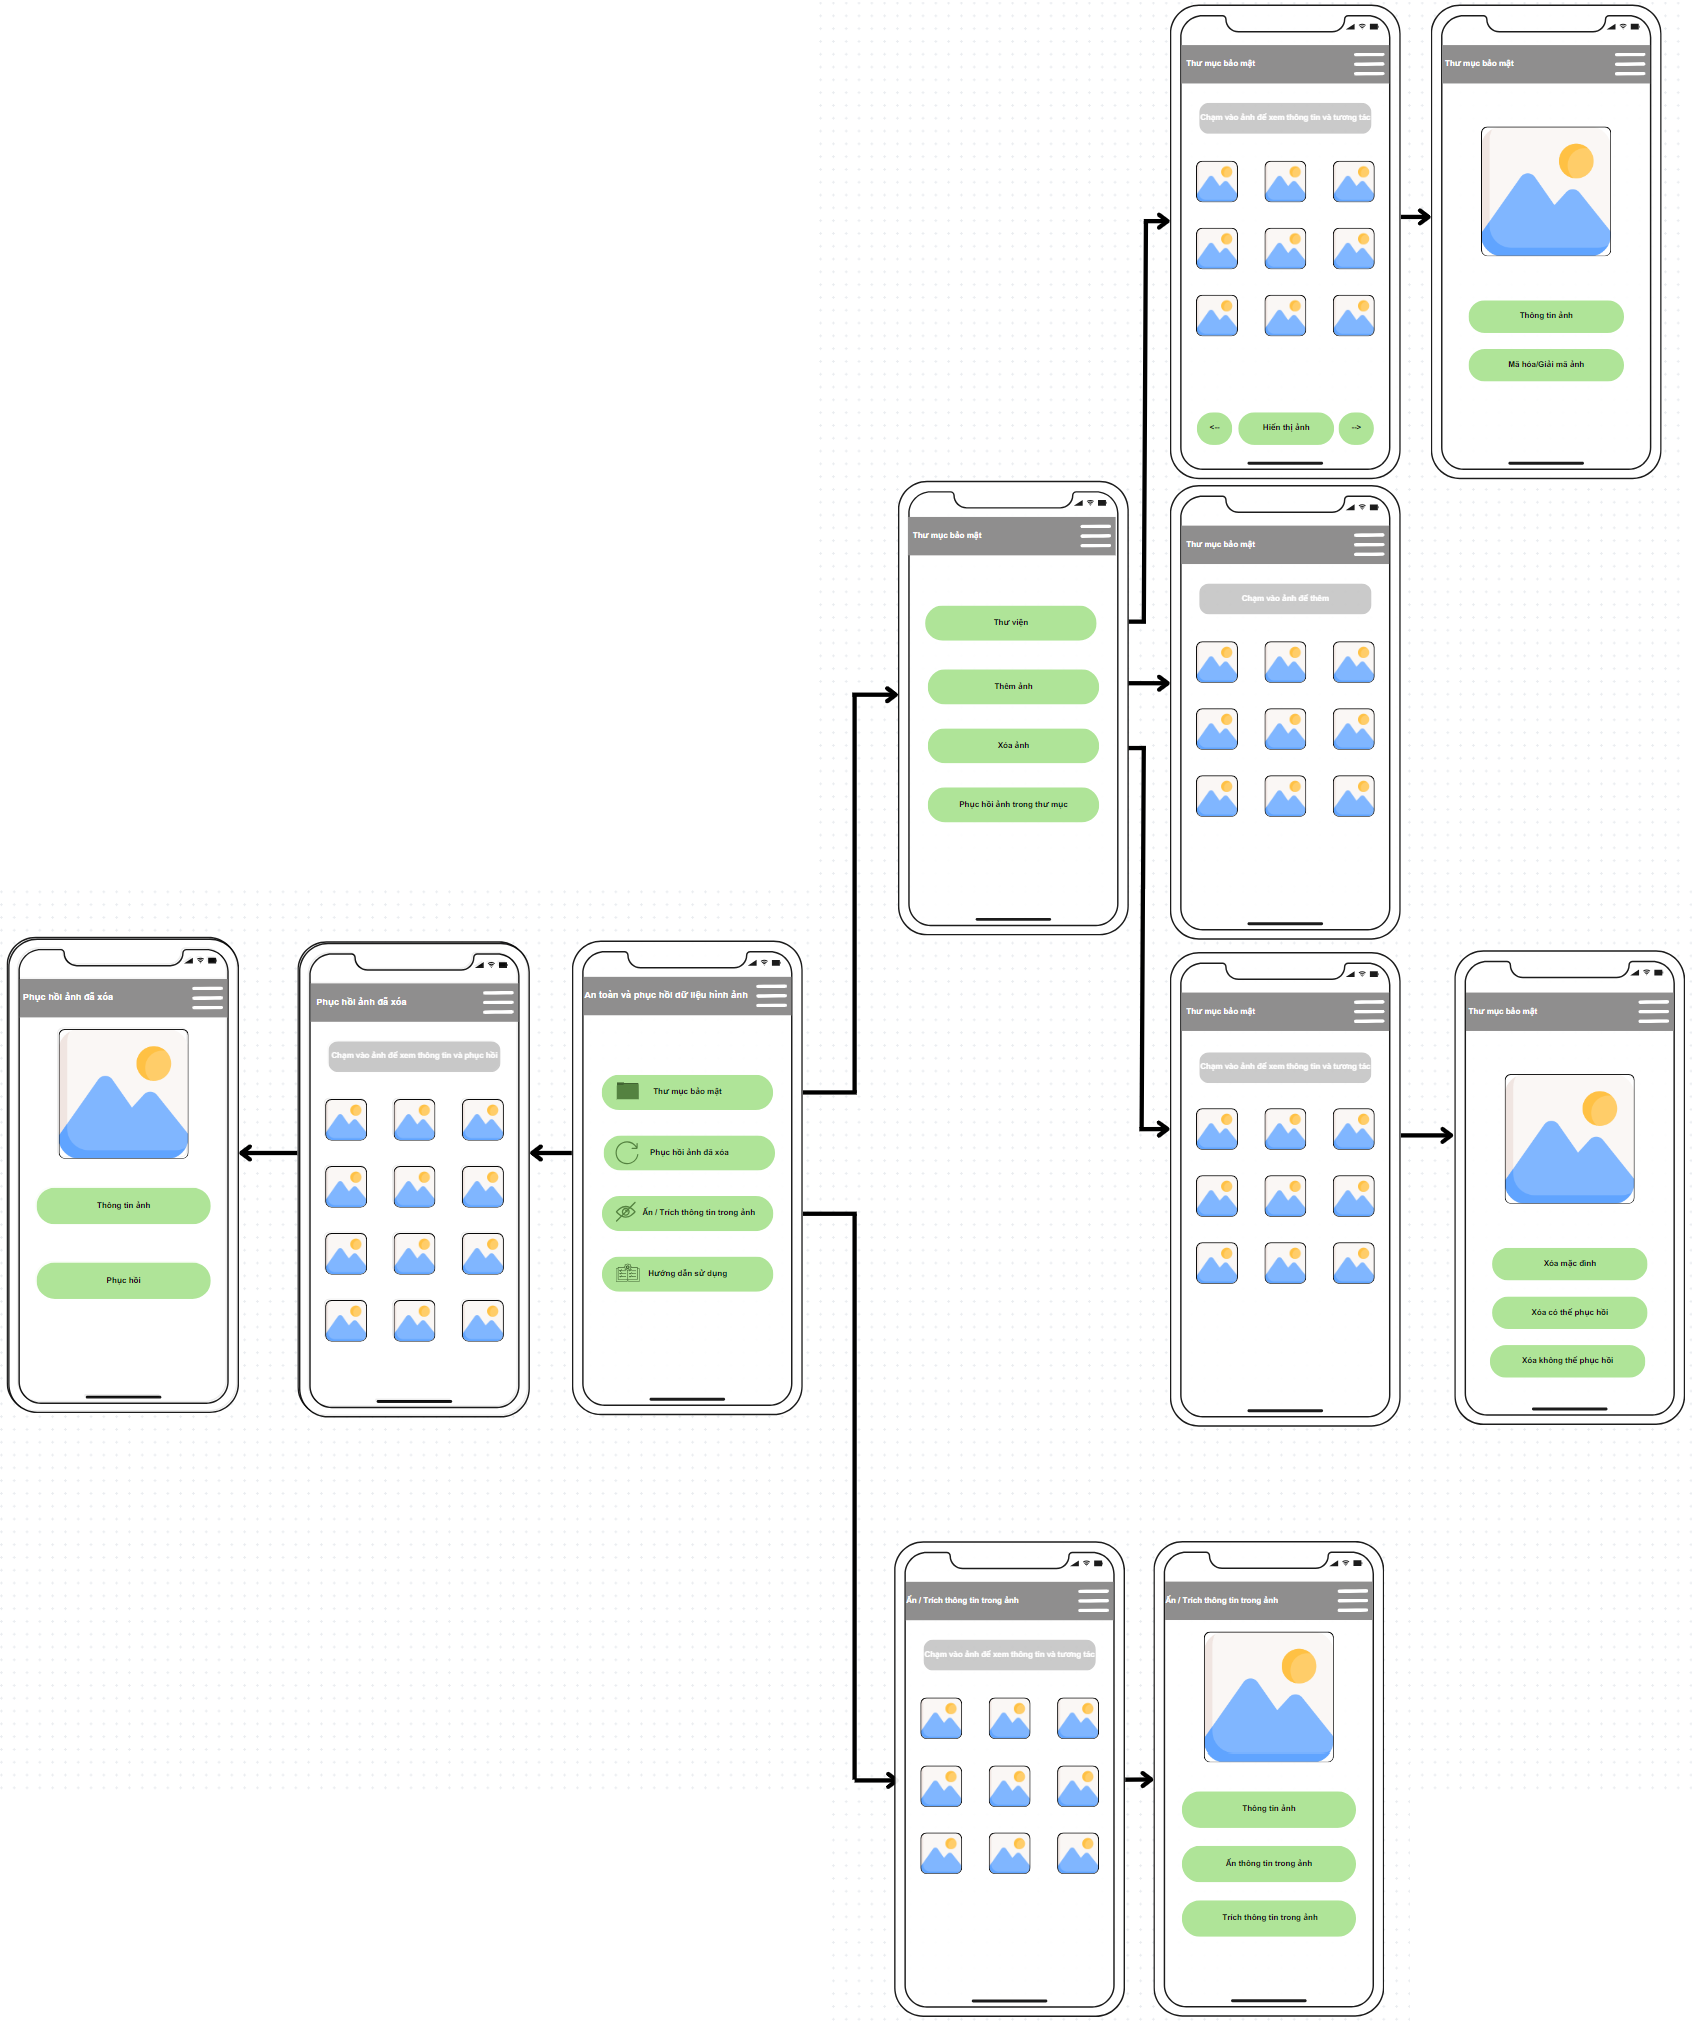 Thư mục bảo mật
Chạm vào ảnh để xem thông tin và tương tác
<--
Hiển thị ảnh
-->
Thư mục bảo mật
Thông tin ảnh
Mã hóa/Giải mã ảnh
Thư mục bảo mật
Thư viện
Thêm ảnh
Xóa ảnh
Phục hồi ảnh trong thư mục
Thư mục bảo mật
Chạm vào ảnh để thêm
Phục hồi ảnh đã xóa
Thông tin ảnh
Phục hồi
Phục hồi ảnh đã xóa
Chạm vào ảnh để xem thông tin và phục hồi
An toàn và phục hồi dữ liệu hình ảnh
Thư mục bảo mật
Phục hồi ảnh đã xóa
Ẩn / Trích thông tin trong ảnh
Hướng dẫn sử dụng
Thư mục bảo mật
Chạm vào ảnh để xem thông tin và tương tác
Thư mục bảo mật
Xóa mặc định
Xóa có thể phục hồi
Xóa không thể phục hồi
Ẩn / Trích thông tin trong ảnh
Chạm vào ảnh để xem thông tin và tương tác
Ẩn / Trích thông tin trong ảnh
Thông tin ảnh
Ẩn thông tin trong ảnh
Trích thông tin trong ảnh